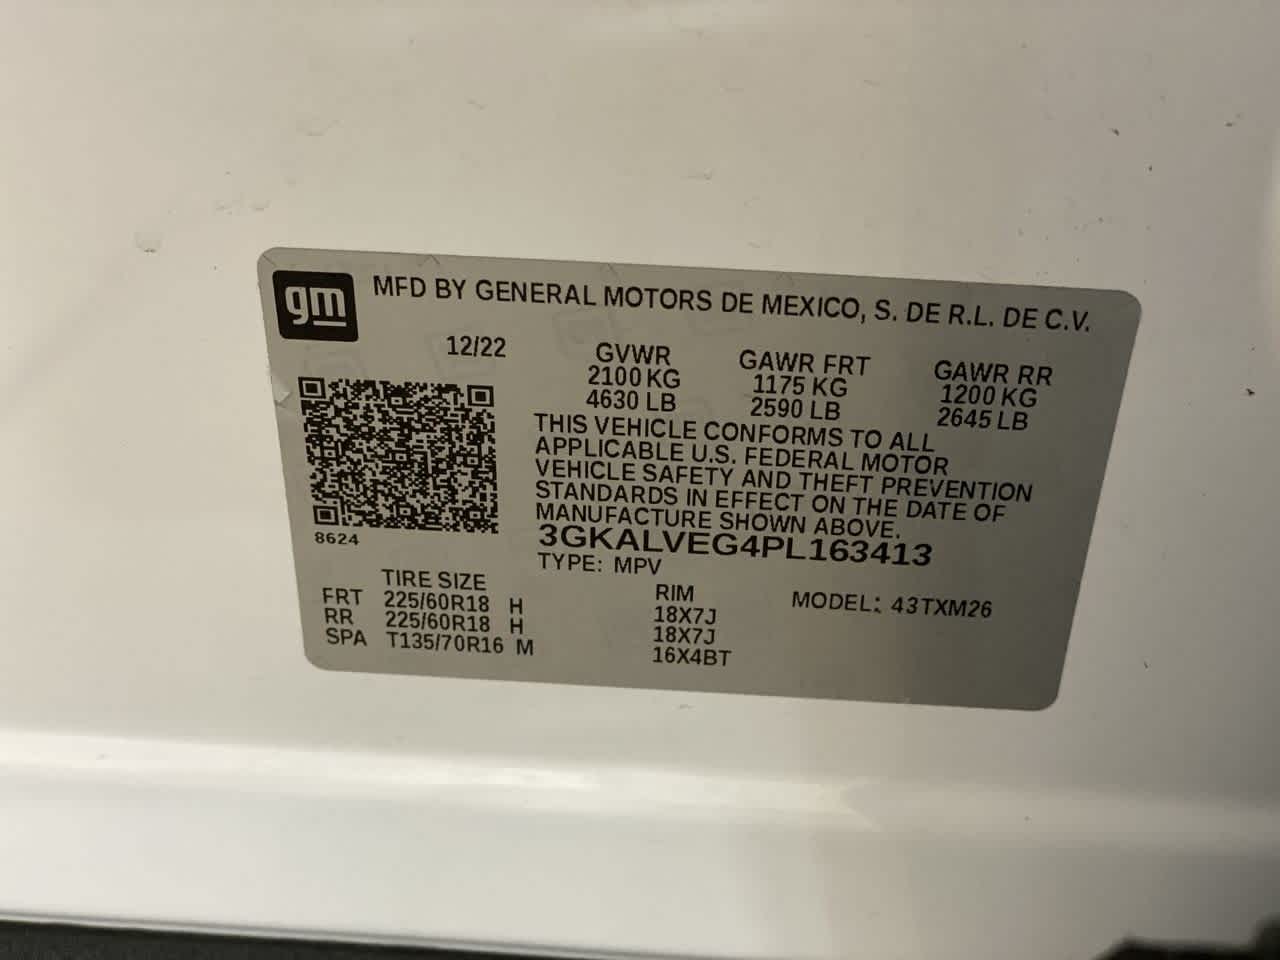 gm
MFD BY GENERAL MOTORS DE MEXICO, S. DE R.L. DE C.V.
12/22
GVWR
2100 KG
4630 LB
GAWR FRT
1175 KG
2590 LB
GAWR RR
1200 KG
2645 LB
THIS VEHICLE CONFORMS TO ALL
APPLICABLE U.S. FEDERAL MOTOR
VEHICLE SAFETY AND THEFT PREVENTION
STANDARDS IN EFFECT ON THE DATE OF
MANUFACTURE SHOWN ABOVE.
3GKALVEG4PL163413
8624
TYPE: MPV
MODEL: 43TXM26
TIRE SIZE RIM
FRT 225/60R18 H 18X7J
RR 225/60R18 H 18X7J
SPA T135/70R16 M 16X4BT